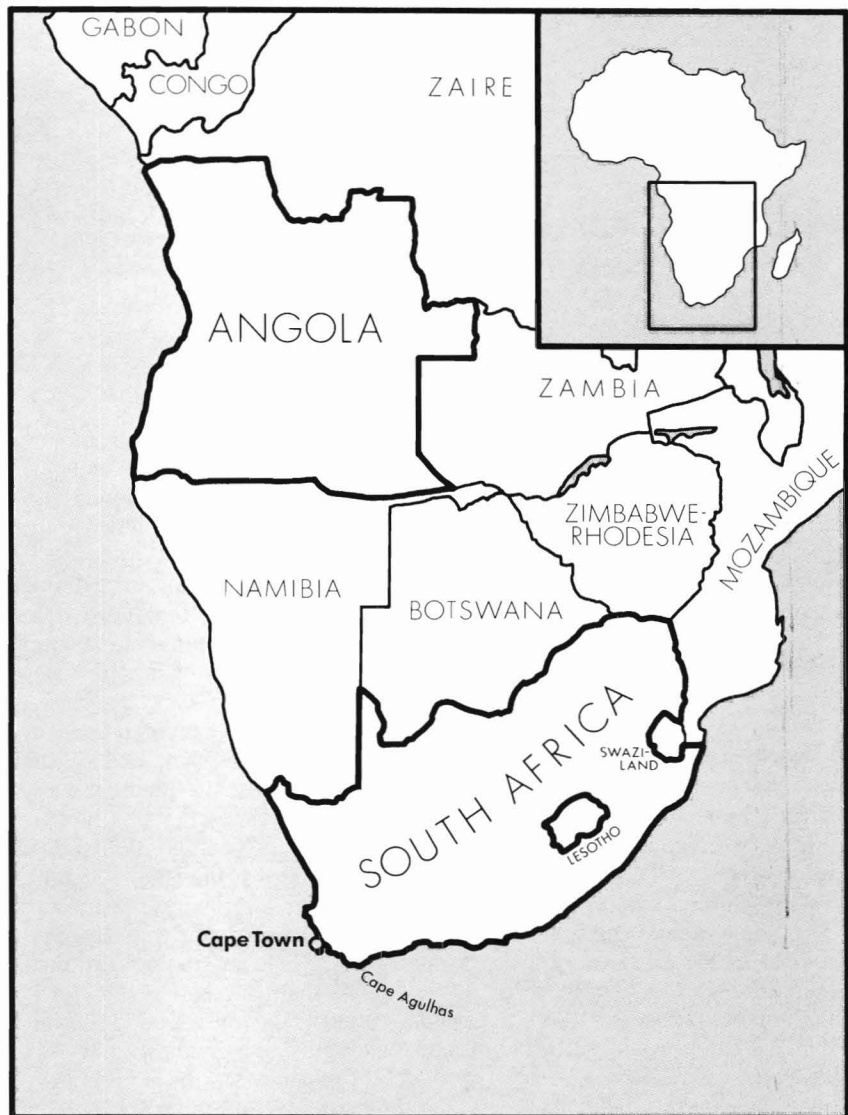 GABON
CONGO
ZAIRE
ANGOLA
ZAMBIA
ZIMBABWE-
RHODESIA
MOZAMBIQUE
NAMIBIA
BOTSWANA
SOUTH AFRICA
SWAZI-
LAND
LESOTHO
Cape Town
Cape Agulhas